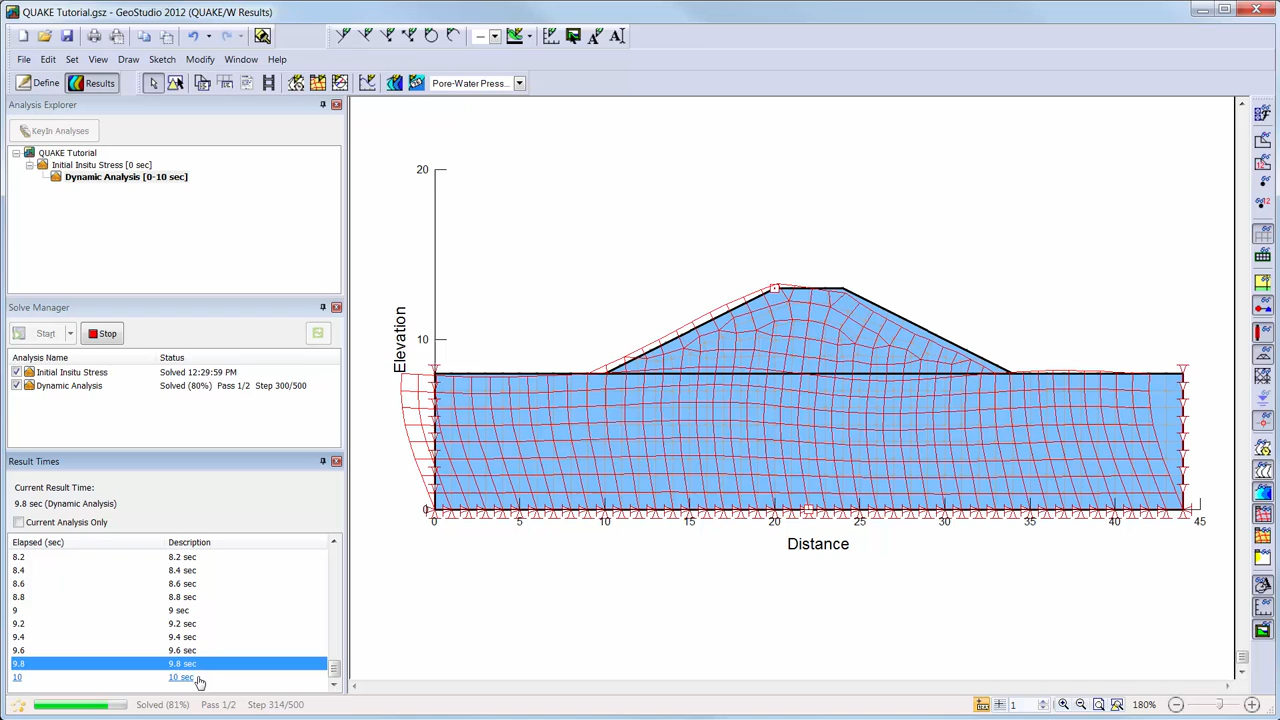 QUAKE Tutorial.gsz - GeoStudio 2012 (QUAKE/W Results)
File Edit Set View Draw Sketch Modify Window Help
Define Results Pore-Water Press...
Analysis Explorer
KeyIn Analyses
QUAKE Tutorial
Initial Insitu Stress [0 sec]
Dynamic Analysis [0-10 sec]
Solve Manager
Start Stop
Analysis Name Status
Initial Insitu Stress Solved 12:29:59 PM
Dynamic Analysis Solved (80%) Pass 1/2 Step 300/500
Result Times
Current Result Time:
9.8 sec (Dynamic Analysis)
Current Analysis Only
Elapsed (sec) Description
8.2 8.2 sec
8.4 8.4 sec
8.6 8.6 sec
8.8 8.8 sec
9 9 sec
9.2 9.2 sec
9.4 9.4 sec
9.6 9.6 sec
9.8 9.8 sec
10 10 sec
20
10
0
Elevation
0 5 10 15 20 25 30 35 40 45
Distance
Solved (81%) Pass 1/2 Step 314/500
1 180%